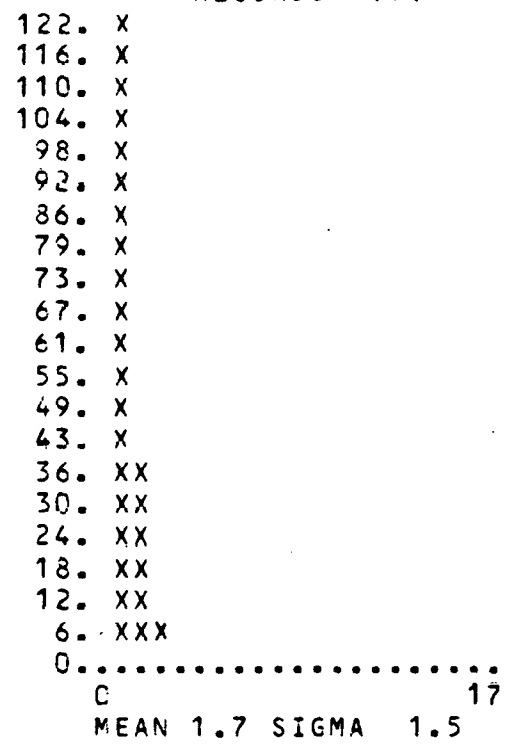 122. X
116. X
110. X
104. X
98. X
92. X
86. X
79. X
73. X
67. X
61. X
55. X
49. X
43. X
36. XX
30. XX
24. XX
18. XX
12. XX
6. XXX
0......................
C 17
MEAN 1.7 SIGMA 1.5